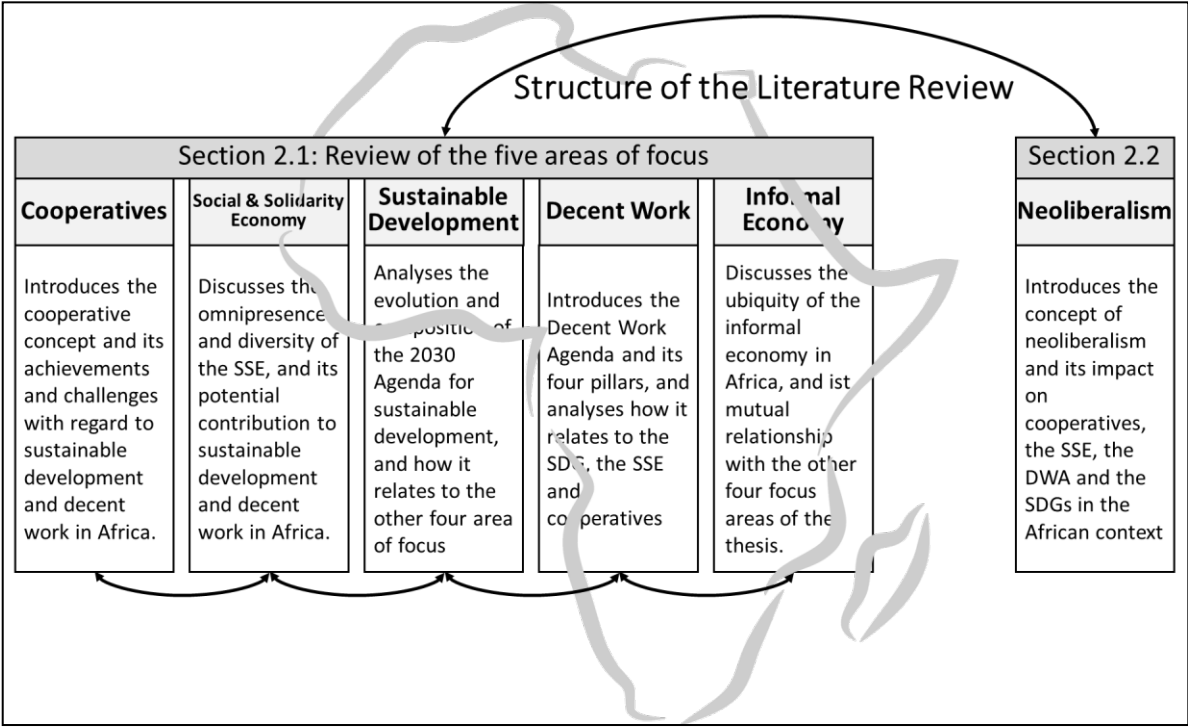 Structure of the Literature Review
Section 2.1: Review of the five areas of focus
Cooperatives
Introduces the
cooperative
concept and its
achievements
and challenges
with regard to
sustainable
development
and decent
work in Africa.
Social & Solidarity
Economy
Discusses the
omnipresence
and diversity of
the SSE, and its
potential
contribution to
sustainable
development
and decent
work in Africa.
Sustainable
Development
Analyses the
evolution and
composition of
the 2030
Agenda for
sustainable
development,
and how it
relates to the
other four area
of focus
Decent Work
Introduces the
Decent Work
Agenda and its
four pillars, and
analyses how it
relates to the
SDG, the SSE
and
cooperatives
Informal
Economy
Discusses the
ubiquity of the
informal
economy in
Africa, and ist
mutual
relationship
with the other
four focus
areas of the
thesis.
Section 2.2
Neoliberalism
Introduces the
concept of
neoliberalism
and its impact
on
cooperatives,
the SSE, the
DWA and the
SDGs in the
African context